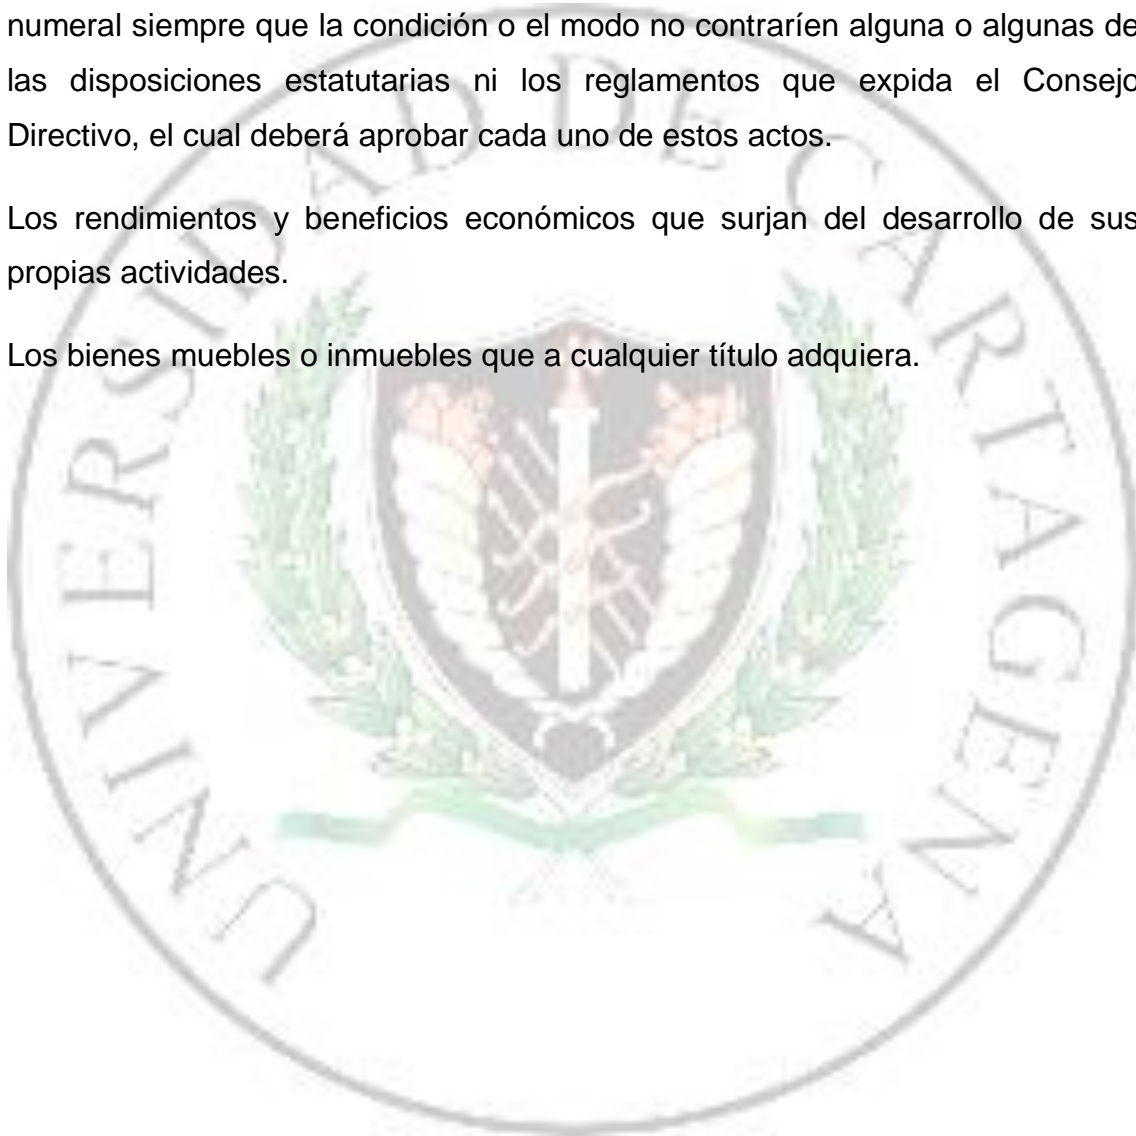 numeral siempre que la condición o el modo no contraríen alguna o algunas de
las disposiciones estatutarias ni los reglamentos que expida el Consejo
Directivo, el cual deberá aprobar cada uno de estos actos.
Los rendimientos y beneficios económicos que surjan del desarrollo de sus
propias actividades.
Los bienes muebles o inmuebles que a cualquier título adquiera.
UNIVERSIDAD DE CARTAGENA